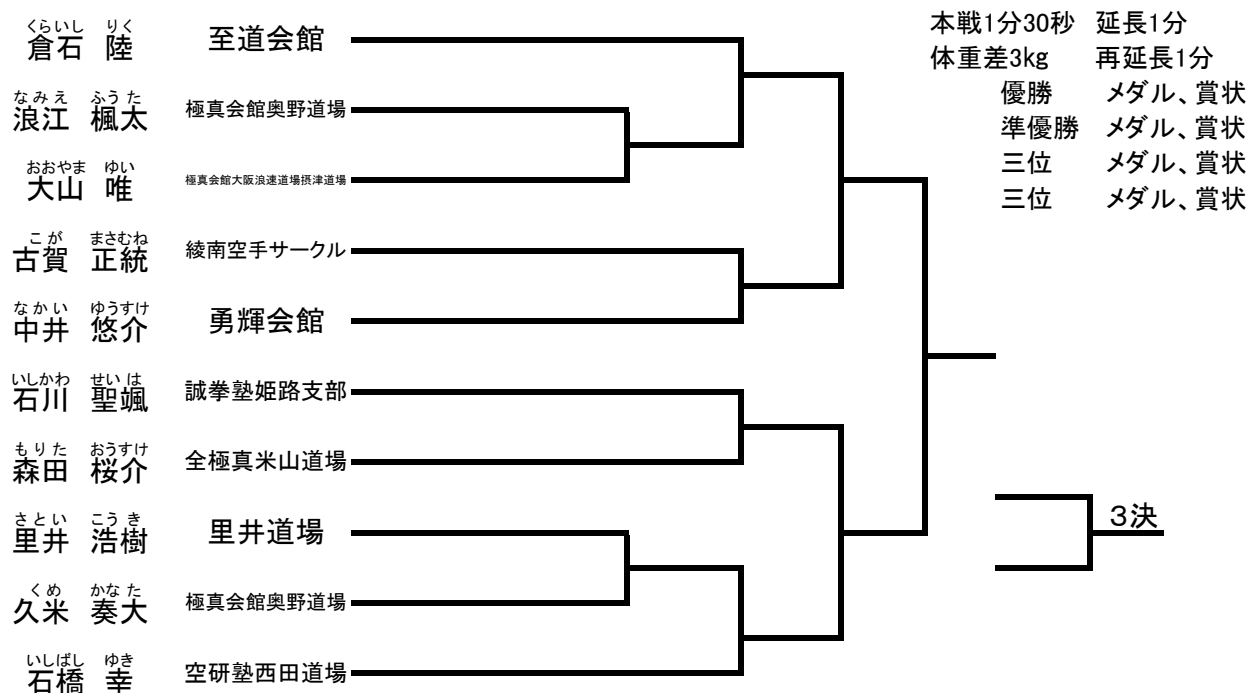 くらいし りく
倉石 陸 至道会館
なみえ ふうた
浪江 楓太 極真会館奥野道場
おおやま ゆい
大山 唯 極真会館大阪浪速道場摂津道場
こが まさむね
古賀 正統 綾南空手サークル
なかい ゆうすけ
中井 悠介 勇輝会館
いしかわ せいは
石川 聖颯 誠拳塾姫路支部
もりた おうすけ
森田 桜介 全極真米山道場
さとい こうき
里井 浩樹 里井道場
くめ かなた
久米 奏大 極真会館奥野道場
いしばし ゆき
石橋 幸 空研塾西田道場
本戦1分30秒 延長1分
体重差3kg 再延長1分
優勝 メダル、賞状
準優勝 メダル、賞状
三位 メダル、賞状
三位 メダル、賞状
3決